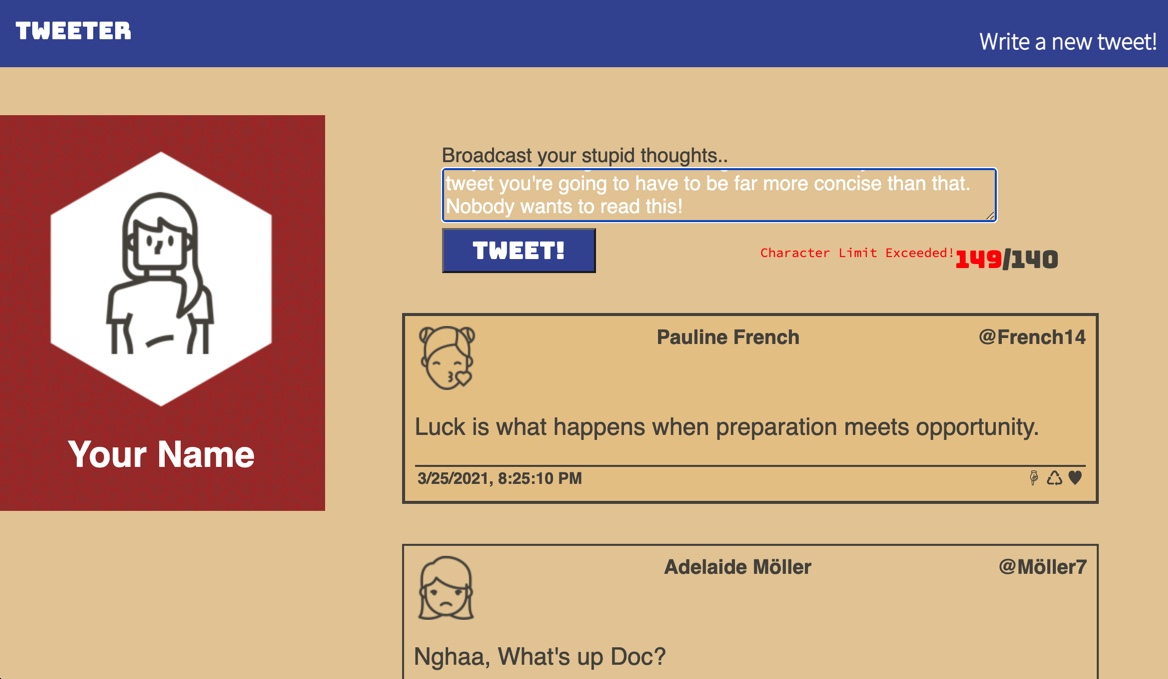 TWEETER
Write a new tweet!
Broadcast your stupid thoughts..
tweet you're going to have to be far more concise than that.
Nobody wants to read this!
TWEET!
Character Limit Exceeded!149/140
Your Name
Pauline French @French14
Luck is what happens when preparation meets opportunity.
3/25/2021, 8:25:10 PM
Adelaide Möller @Möller7
Nghaa, What's up Doc?